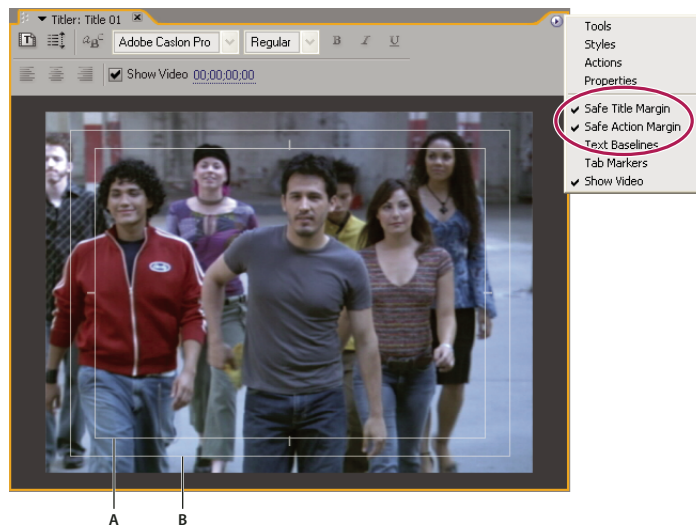 Titler: Title 01
Adobe Caslon Pro Regular B I U
Show Video 00;00;00;00
Tools
Styles
Actions
Properties
Safe Title Margin
Safe Action Margin
Text Baselines
Tab Markers
Show Video
A B